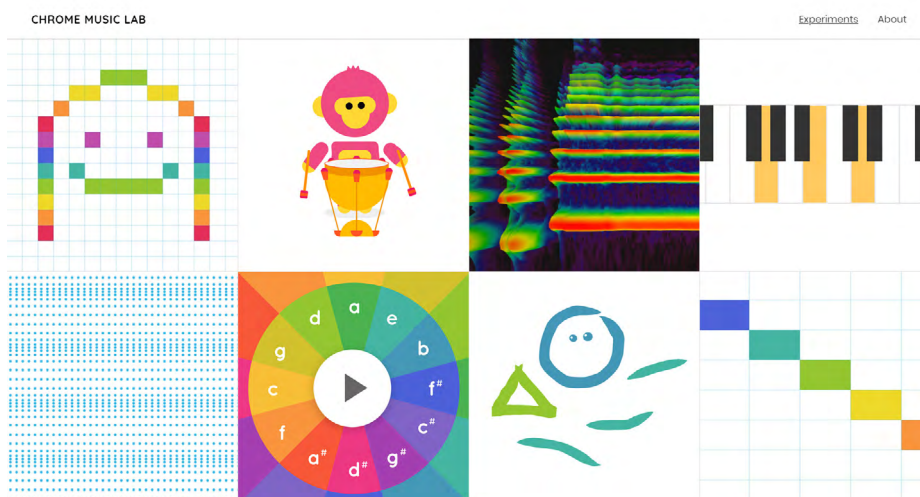 CHROME MUSIC LAB
Experiments About
a
e
b
f#
c#
g#
d#
a#
f
c
g
d